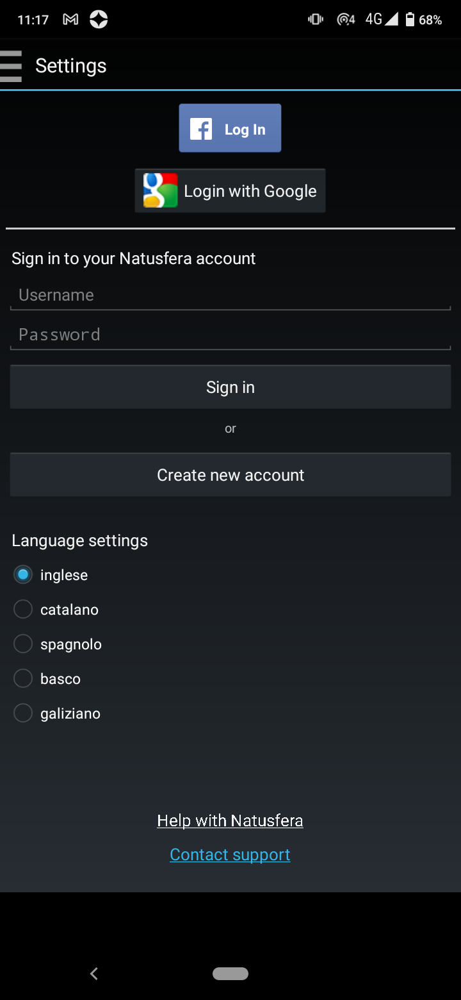 11:17 4 4G 68%
Settings
Log In
Login with Google
Sign in to your Natusfera account
Username
Password
Sign in
or
Create new account
Language settings
inglese
catalano
spagnolo
basco
galiziano
Help with Natusfera
Contact support